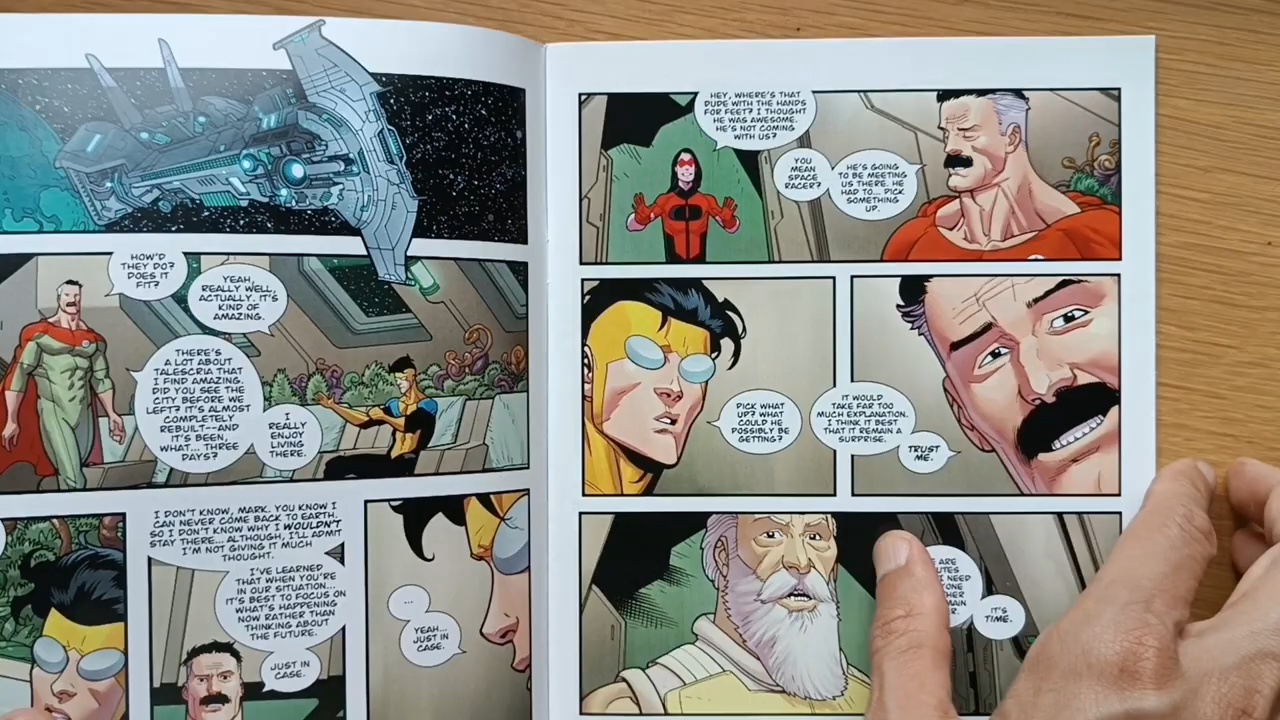 HOW'D
THEY DO?
DOES IT
FIT?
YEAH,
REALLY WELL,
ACTUALLY. IT'S
KIND OF
AMAZING.
THERE'S
A LOT ABOUT
TALESCRIA THAT
I FIND AMAZING.
DID YOU SEE THE
CITY BEFORE WE
LEFT? IT'S ALMOST
COMPLETELY
REBUILT--AND
IT'S BEEN,
WHAT... THREE
DAYS?
I
REALLY
ENJOY
LIVING
THERE.
I DON'T KNOW, MARK. YOU KNOW I
CAN NEVER COME BACK TO EARTH.
SO I DON'T KNOW WHY I WOULDN'T
STAY THERE... ALTHOUGH, I'LL ADMIT
I'M NOT GIVING IT MUCH
THOUGHT.
I'VE LEARNED
THAT WHEN YOU'RE
IN OUR SITUATION...
IT'S BEST TO FOCUS ON
WHAT'S HAPPENING
NOW RATHER THAN
THINKING ABOUT
THE FUTURE.
JUST IN
CASE.
...
YEAH...
JUST IN
CASE.
HEY, WHERE'S THAT
DUDE WITH THE HANDS
FOR FEET? I THOUGHT
HE WAS AWESOME.
HE'S NOT COMING
WITH US?
YOU
MEAN
SPACE
RACER?
HE'S GOING
TO BE MEETING
US THERE. HE
HAD TO... PICK
SOMETHING
UP.
PICK WHAT
UP? WHAT
COULD HE
POSSIBLY BE
GETTING?
IT WOULD
TAKE FAR TOO
MUCH EXPLANATION.
I THINK IT BEST
THAT IT REMAIN A
SURPRISE.
TRUST
ME.
ARE
NEED
IT'S
TIME.